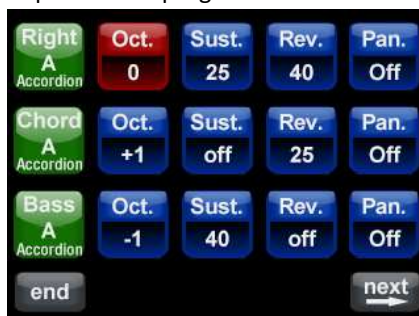 Right Oct. Sust. Rev. Pan.
A 0 25 40 Off
Accordion
Chord Oct. Sust. Rev. Pan.
A +1 off 25 Off
Accordion
Bass Oct. Sust. Rev. Pan.
A -1 40 off Off
Accordion
end next